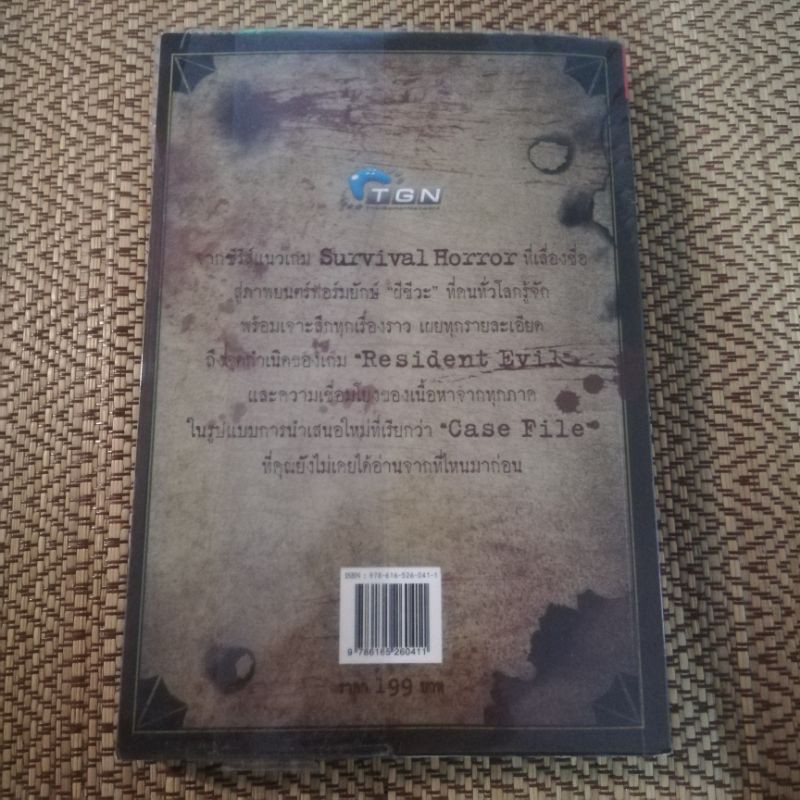 TGN
จากซีรีส์แนวเกม Survival Horror ที่เลื่องชื่อ
สู่ภาพยนตร์ฟอร์มยักษ์ "ผีชีวะ" ที่คนทั่วโลกรู้จัก
พร้อมเจาะลึกทุกเรื่องราว เผยทุกรายละเอียด
ถึงจุดกำเนิดของเกม "Resident Evil"
และความเชื่อมโยงของเนื้อหาจากทุกภาค
ในรูปแบบการนำเสนอใหม่ที่เรียกว่า "Case File"
ที่คุณยังไม่เคยได้อ่านจากที่ไหนมาก่อน
ISBN : 978-616-526-041-1
9 786165 260411
ราคา 199 บาท